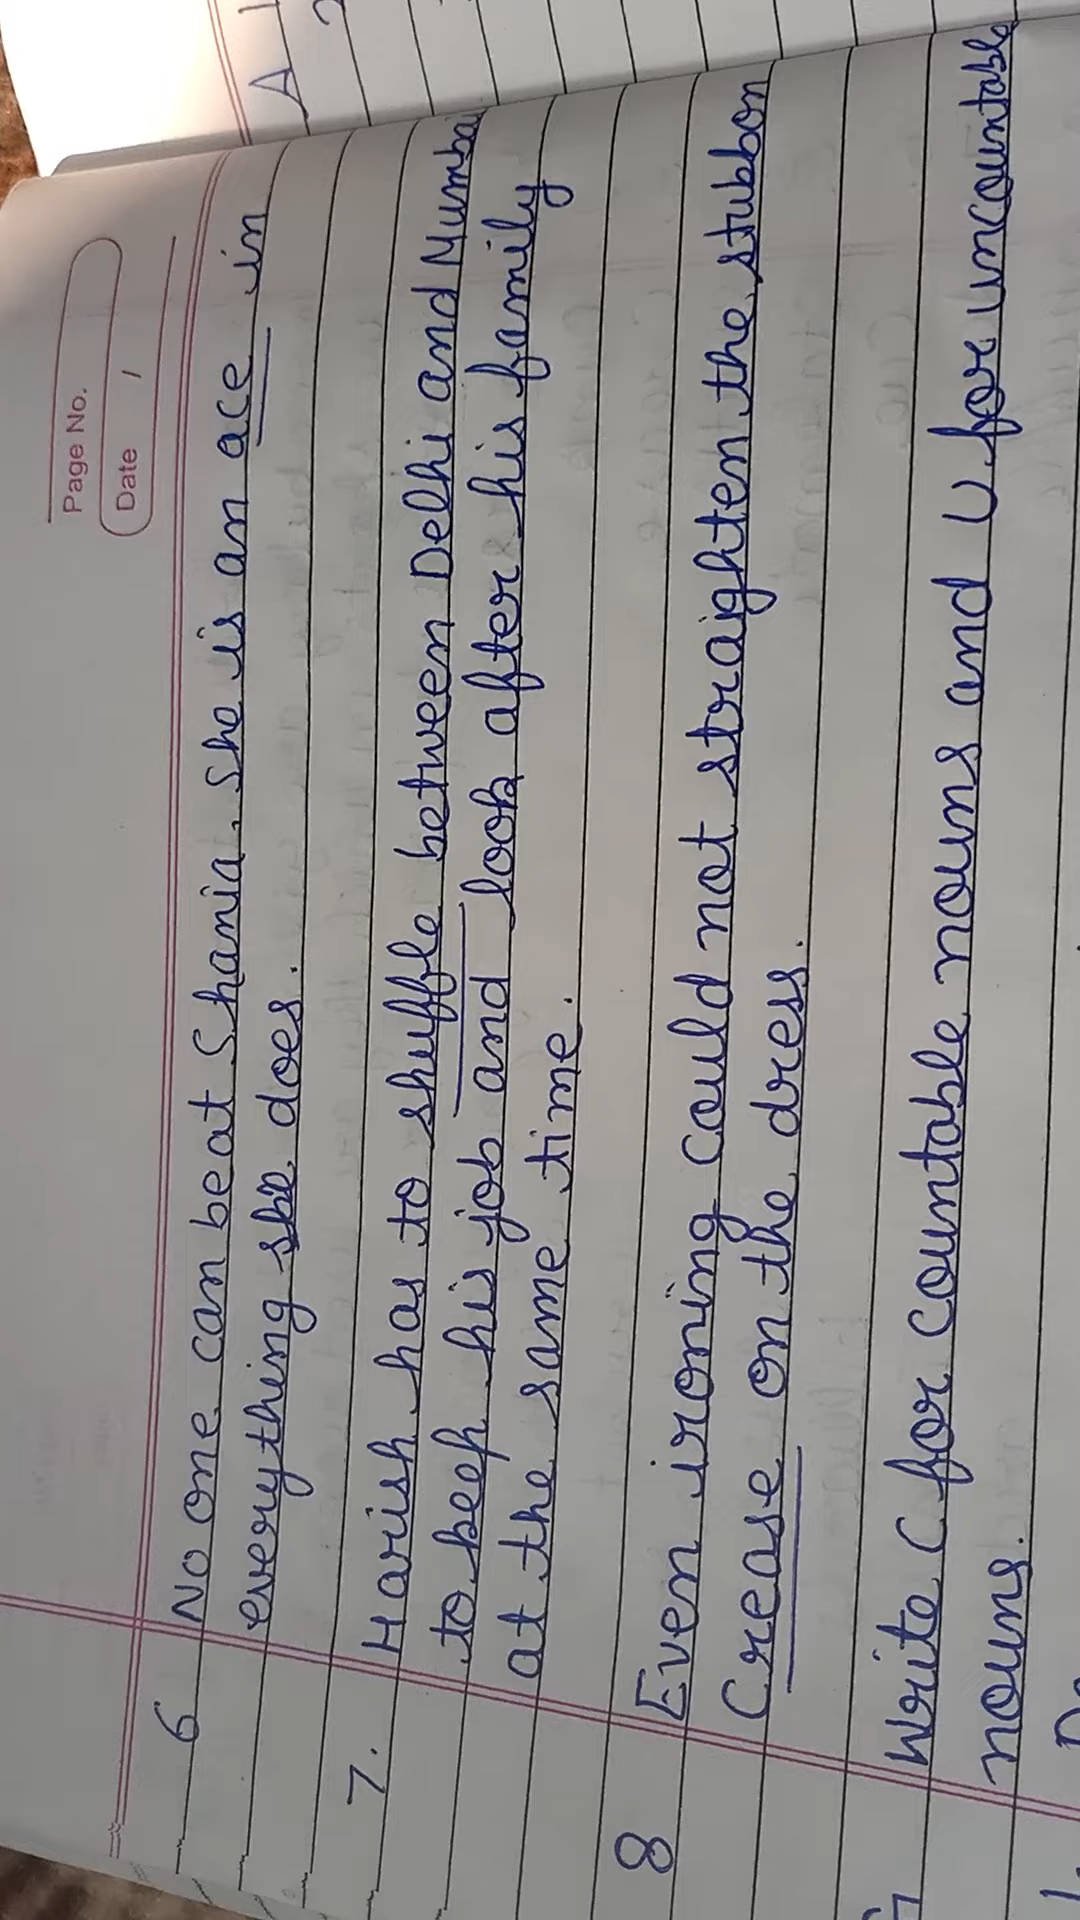 Page No.
Date /
6 No one can beat Shania. She is an ace in
everything she does.
7. Harish has to shuffle between Delhi and Mumbai
to keep his job and look after his family
at the same time.
8 Even ironing could not straighten the stubbon
Crease on the dress.
Write C for countable nouns and U for uncountable
nouns.